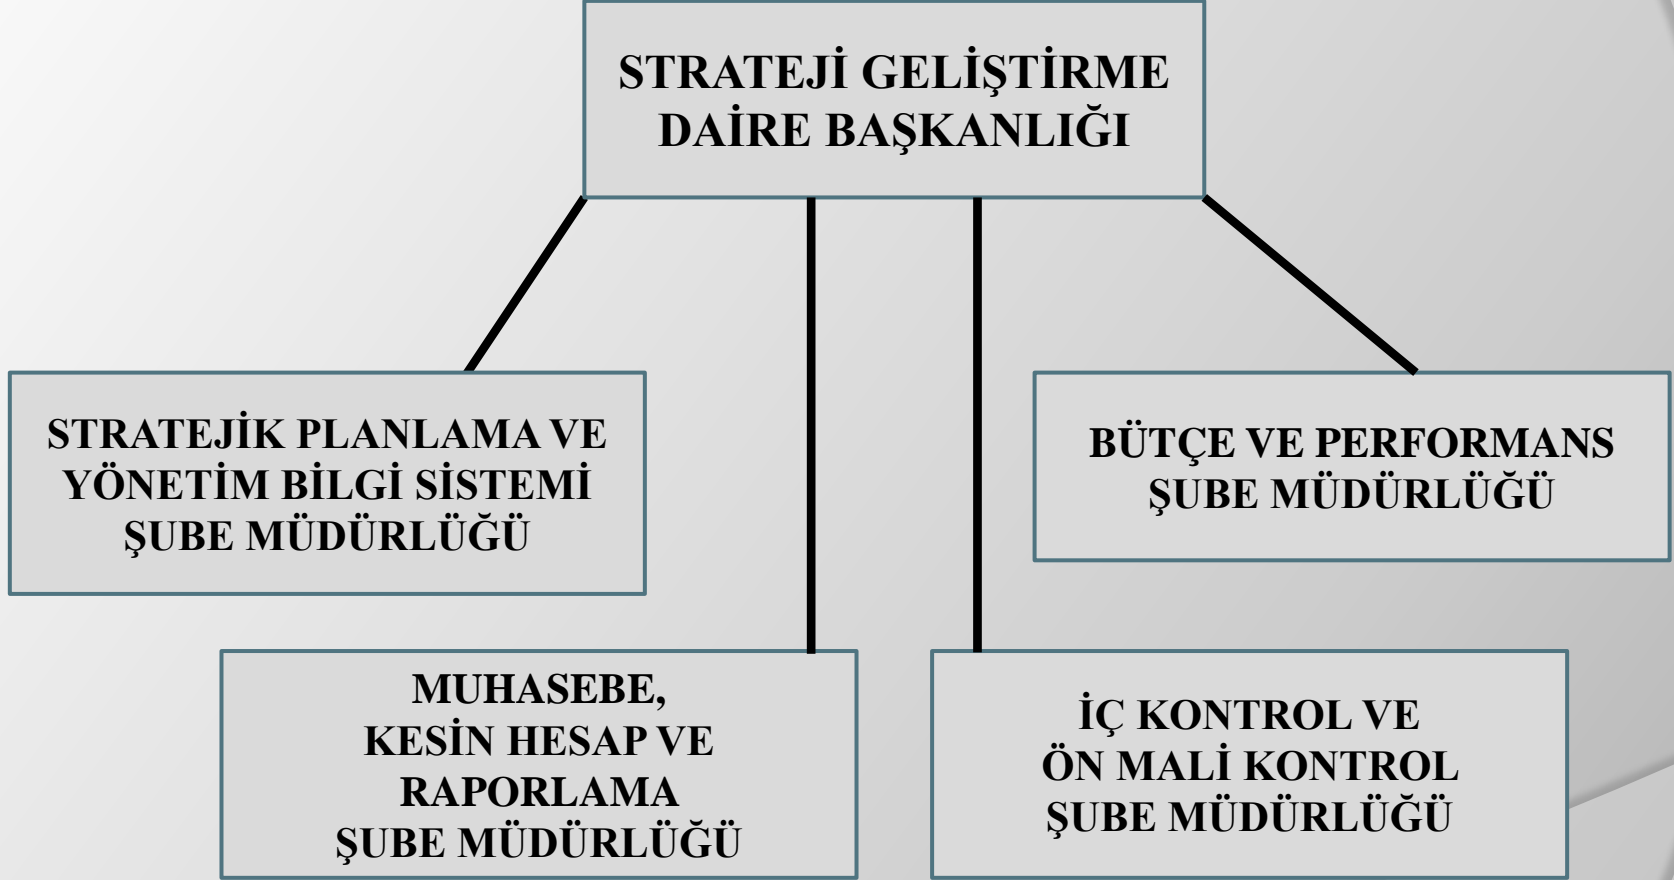 STRATEJİ GELİŞTİRME
DAİRE BAŞKANLIĞI
STRATEJİK PLANLAMA VE
YÖNETİM BİLGİ SİSTEMİ
ŞUBE MÜDÜRLÜĞÜ
BÜTÇE VE PERFORMANS
ŞUBE MÜDÜRLÜĞÜ
MUHASEBE,
KESİN HESAP VE
RAPORLAMA
ŞUBE MÜDÜRLÜĞÜ
İÇ KONTROL VE
ÖN MALİ KONTROL
ŞUBE MÜDÜRLÜĞÜ